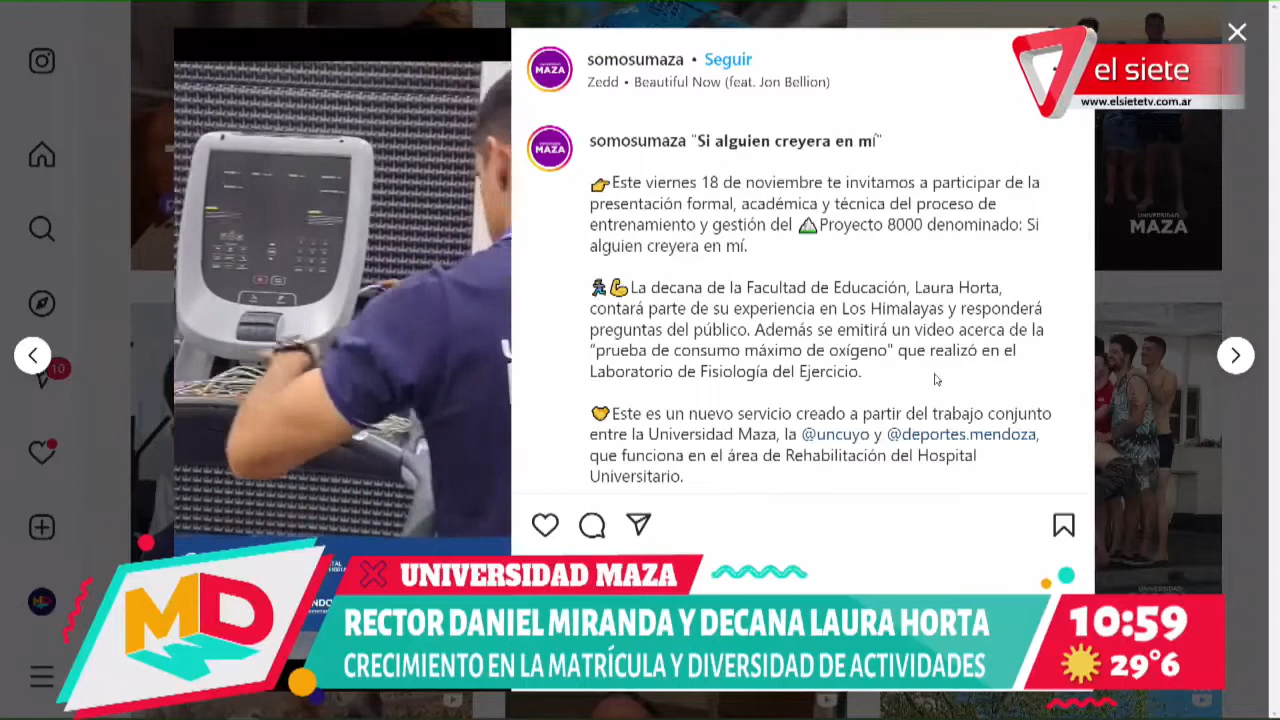 somosumaza • Seguir
Zedd • Beautiful Now (feat. Jon Bellion)
MAZA
el siete
www.elsietetv.com.ar
MAZA
somosumaza "Si alguien creyera en mí"
👉Este viernes 18 de noviembre te invitamos a participar de la
presentación formal, académica y técnica del proceso de
entrenamiento y gestión del ⛰Proyecto 8000 denominado: Si
alguien creyera en mí.
La decana de la Facultad de Educación, Laura Horta,
contará parte de su experiencia en Los Himalayas y responderá
preguntas del público. Además se emitirá un video acerca de la
“prueba de consumo máximo de oxígeno" que realizó en el
Laboratorio de Fisiología del Ejercicio.
Este es un nuevo servicio creado a partir del trabajo conjunto
entre la Universidad Maza, la @uncuyo y @deportes.mendoza,
que funciona en el área de Rehabilitación del Hospital
Universitario.
UNIVERSIDAD
MAZA
10
MD
UNIVERSIDAD MAZA
RECTOR DANIEL MIRANDA Y DECANA LAURA HORTA
CRECIMIENTO EN LA MATRÍCULA Y DIVERSIDAD DE ACTIVIDADES
10:59
29°6